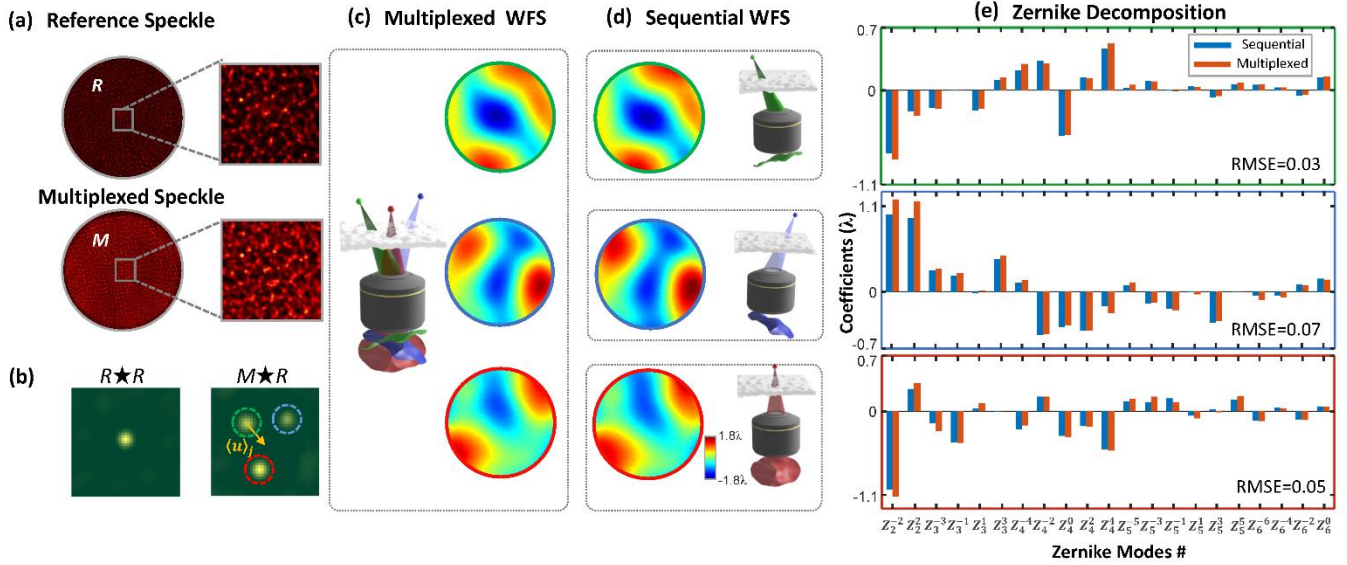 (a) Reference Speckle
R
Multiplexed Speckle
M
(b)
R★R
M★R
⟨u⟩j
(c) Multiplexed WFS
(d) Sequential WFS
1.8λ
-1.8λ
(e) Zernike Decomposition
Sequential
Multiplexed
0.7
0
-1.1
RMSE=0.03
1.1
0
-0.7
RMSE=0.07
0.7
0
-1.1
RMSE=0.05
Coefficients (λ)
Z₂⁻² Z₂² Z₃⁻³ Z₃⁻¹ Z₃¹ Z₃³ Z₄⁻⁴ Z₄⁻² Z₄⁰ Z₄² Z₄⁴ Z₅⁻⁵ Z₅⁻³ Z₅⁻¹ Z₅¹ Z₅³ Z₅⁵ Z₆⁻⁶ Z₆⁻⁴ Z₆⁻² Z₆⁰
Zernike Modes #